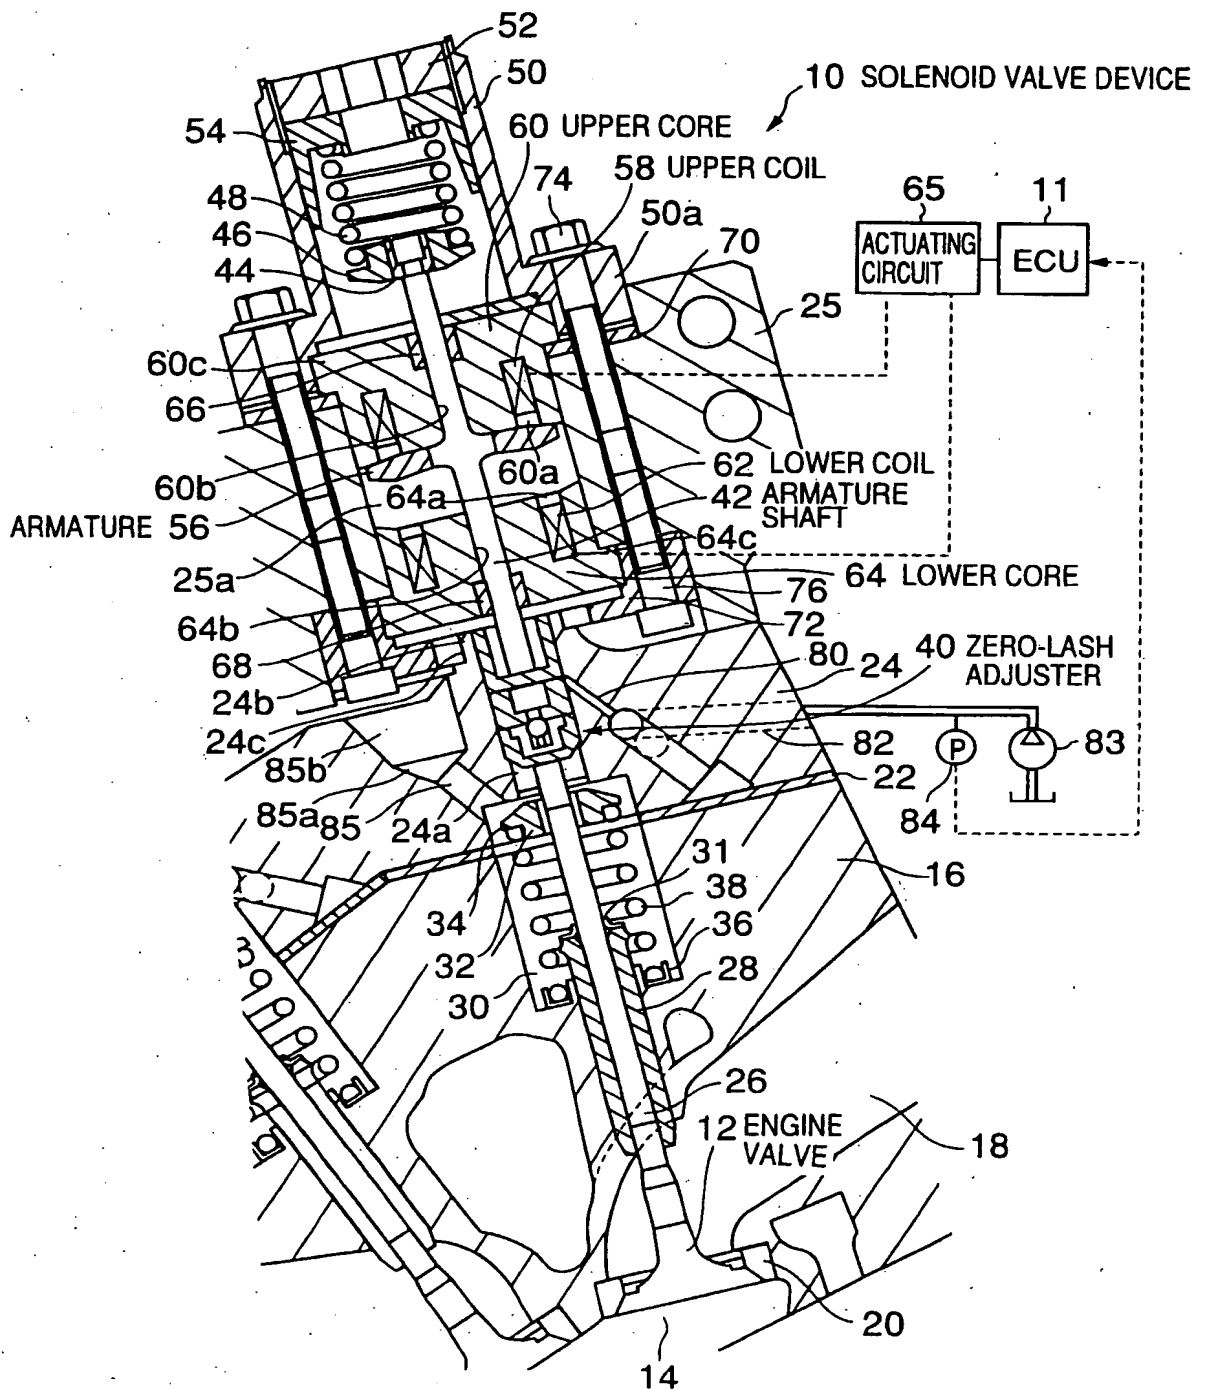 52
50
10 SOLENOID VALVE DEVICE
54
60 UPPER CORE
58 UPPER COIL
74
65
11
48
50a
46
70
ACTUATING
CIRCUIT
ECU
44
25
60c
66
60a
62 LOWER COIL
60b
64a
42 ARMATURE
SHAFT
ARMATURE 56
64c
25a
64 LOWER CORE
76
64b
72
68
80
24
40 ZERO-LASH
ADJUSTER
24b
24c
82
P
83
85b
22
85a
85
24a
84
31
16
34
38
32
36
30
28
26
12 ENGINE
VALVE
18
20
14